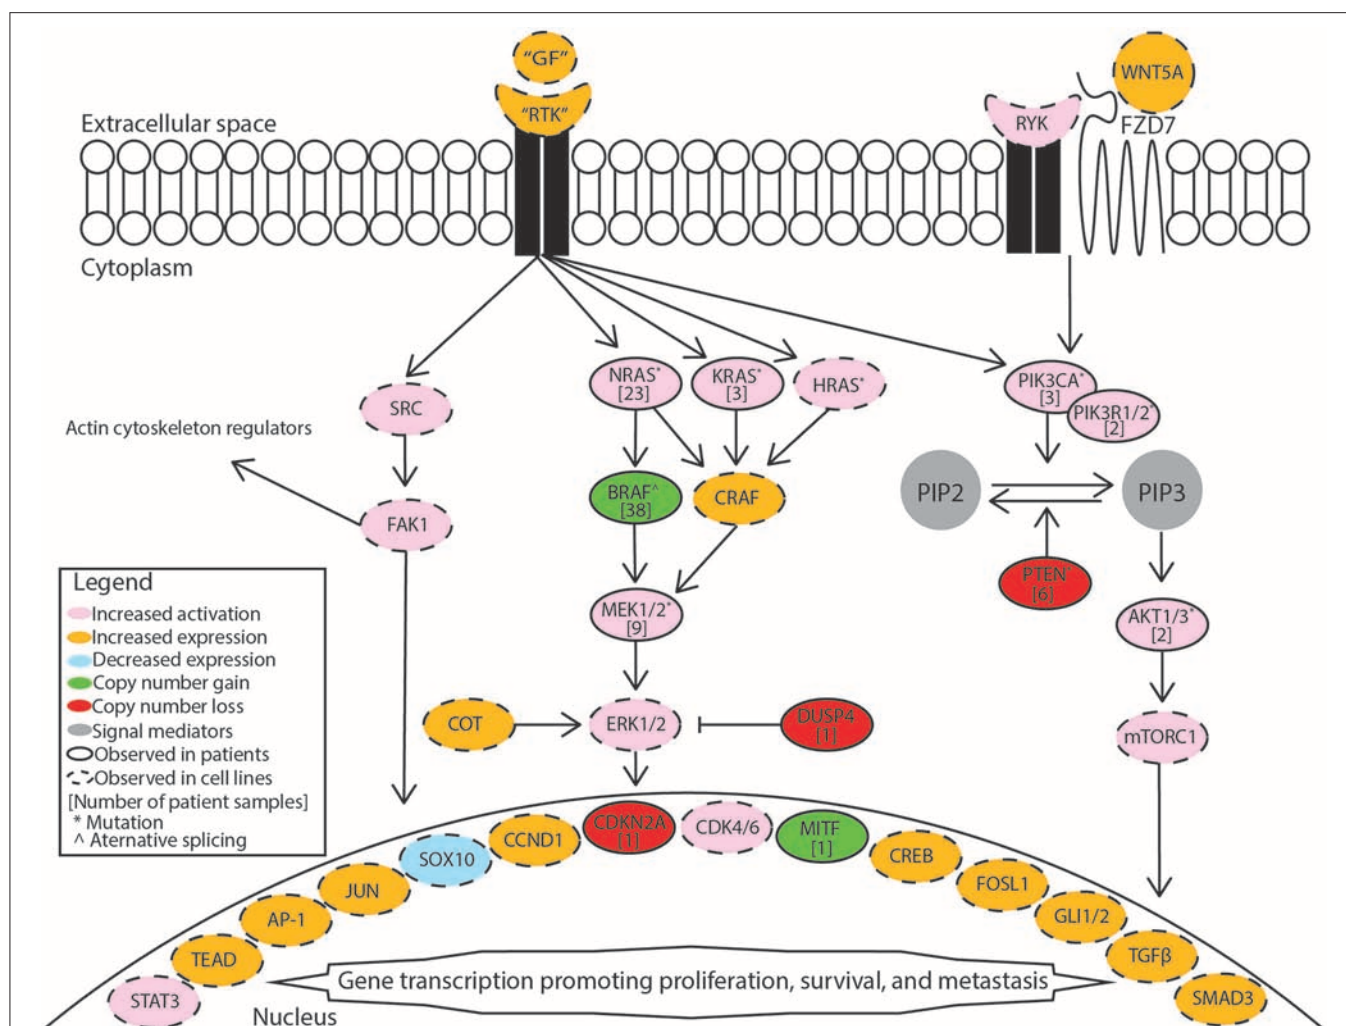 “GF”
WNT5A
“RTK”
RYK
Extracellular space
FZD7
Cytoplasm
NRAS*
[23]
KRAS*
[3]
HRAS*
PIK3CA*
[3]
PIK3R1/2*
[2]
SRC
Actin cytoskeleton regulators
BRAF^
[38]
CRAF
PIP2
PIP3
FAK1
PTEN*
[6]
MEK1/2*
[9]
AKT1/3*
[2]
Legend
Increased activation
Increased expression
Decreased expression
Copy number gain
Copy number loss
Signal mediators
Observed in patients
Observed in cell lines
[Number of patient samples]
* Mutation
^ Aternative splicing
COT
ERK1/2
DUSP4
[1]
mTORC1
CDKN2A
[1]
CDK4/6
MITF
[1]
CCND1
SOX10
CREB
JUN
FOSL1
AP-1
GLI1/2
TEAD
TGFβ
STAT3
SMAD3
Gene transcription promoting proliferation, survival, and metastasis
Nucleus